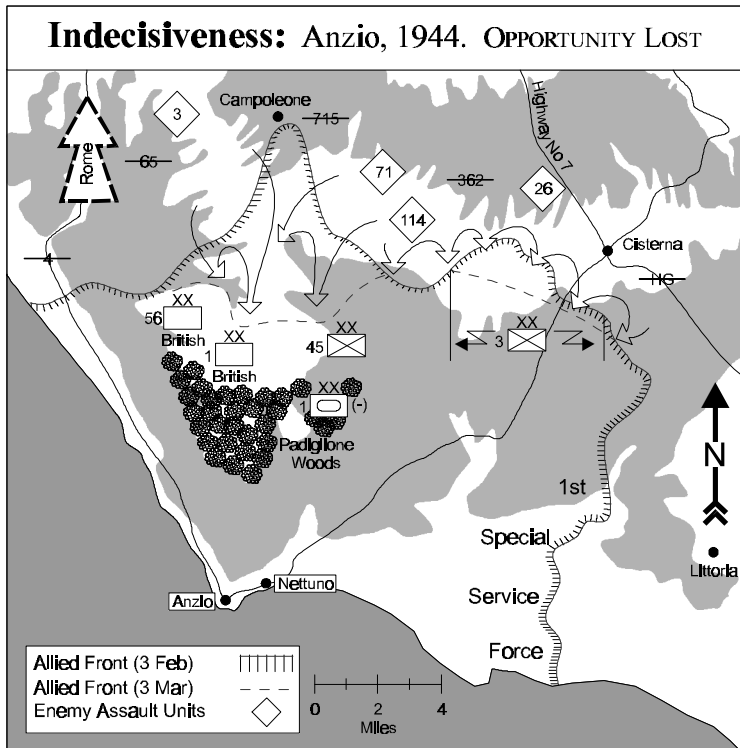 Indecisiveness: Anzio, 1944. OPPORTUNITY LOST
3
Campoleone
715
Highway No 7
Rome
65
71
362
26
114
Cisterna
4
HG
XX
56
British
XX
1
British
XX
45
XX
3
XX
1
(-)
Padiglione
Woods
N
1st
Special
Service
Force
Littoria
Nettuno
Anzio
Allied Front (3 Feb)
Allied Front (3 Mar)
Enemy Assault Units
0 2 4
Miles